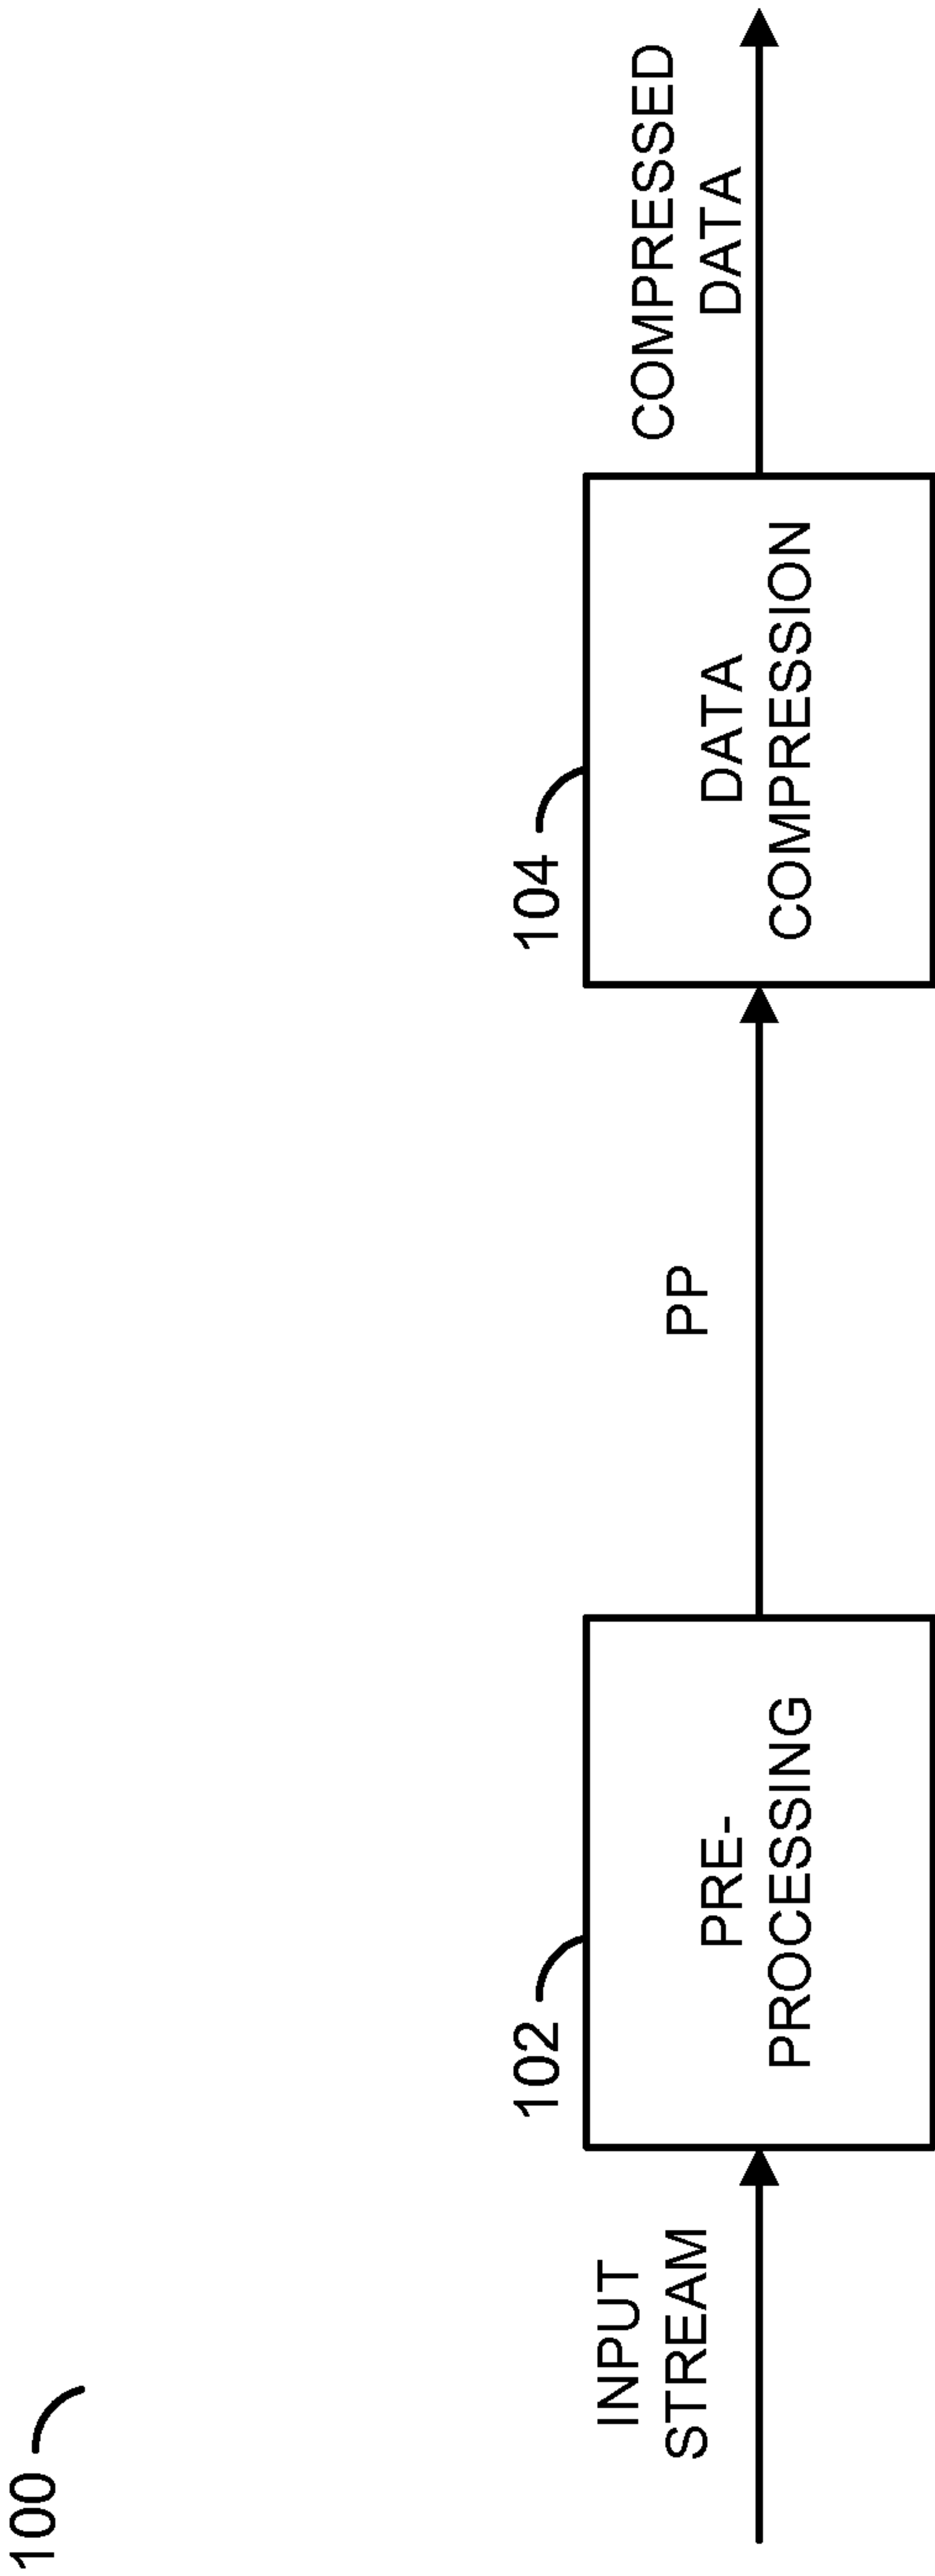 100
INPUT
STREAM
102
PRE-
PROCESSING
PP
104
DATA
COMPRESSION
COMPRESSED
DATA